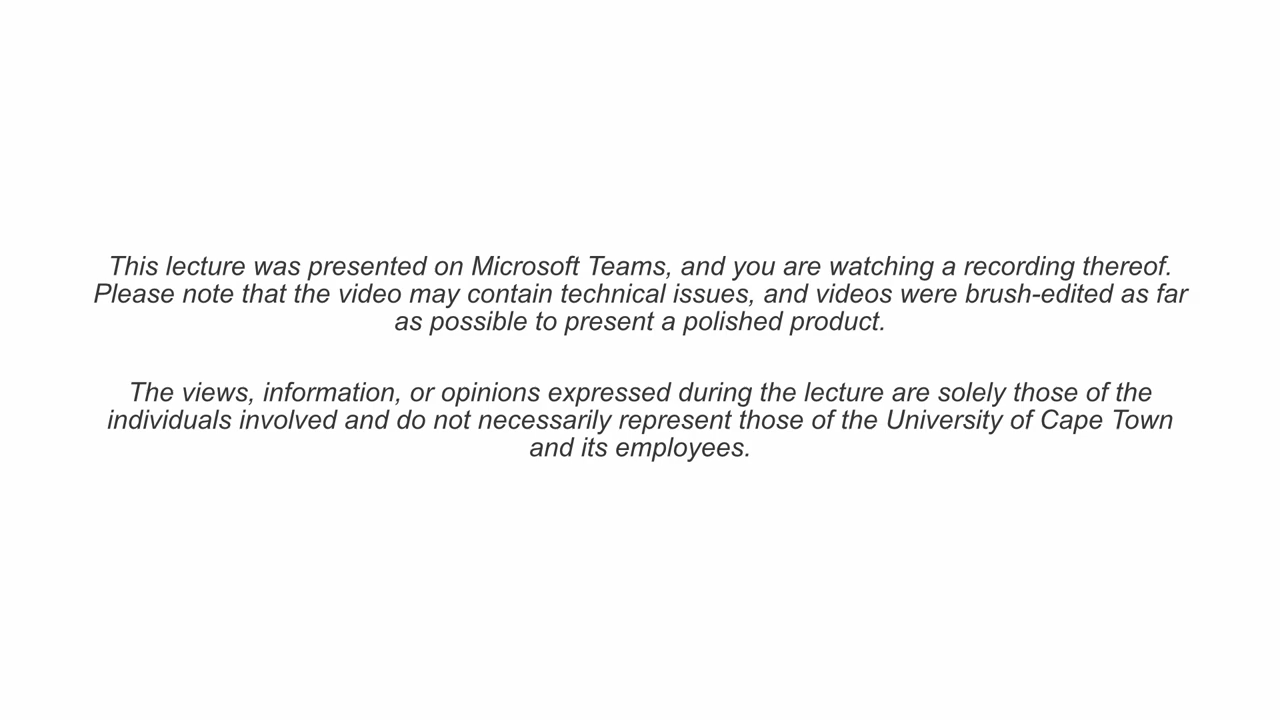 This lecture was presented on Microsoft Teams, and you are watching a recording thereof.
Please note that the video may contain technical issues, and videos were brush-edited as far
as possible to present a polished product.
The views, information, or opinions expressed during the lecture are solely those of the
individuals involved and do not necessarily represent those of the University of Cape Town
and its employees.